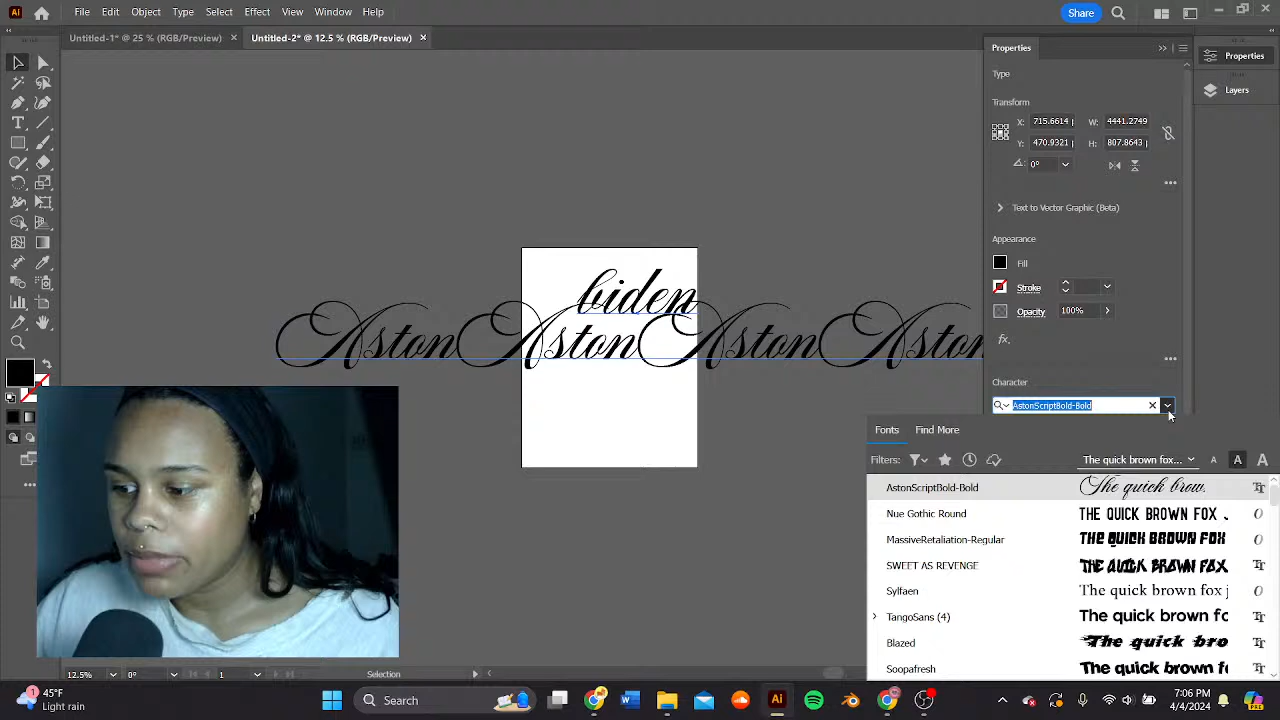 Ai File Edit Object Type Select Effect View Window Help Share
Untitled-1* @ 25 % (RGB/Preview) × Untitled-2* @ 12.5 % (RGB/Preview) ×
Properties
Properties
Layers
Type
Transform
X: 715.6614 W: 4441.2749
Y: 470.9321 H: 807.8643
0°
Text to Vector Graphic (Beta)
Appearance
Fill
Stroke
Opacity 100%
fx.
Character
AstonScriptBold-Bold
biden
AstonAstonAstonAston
Fonts Find More
Filters: The quick brown fox... A A A
AstonScriptBold-Bold The quick brow.
Nue Gothic Round THE QUICK BROWN FOX
MassiveRetaliation-Regular THE QUICK BROWN FOX
SWEET AS REVENGE THE QUICK BROWN FOX
Sylfaen The quick brown fox j
TangoSans (4) The quick brown fo
Blazed The quick bro
Soopafresh The quick brown f
12.5% 0° 1 Selection
1 45°F
Light rain
Search
7:06 PM
4/4/2024